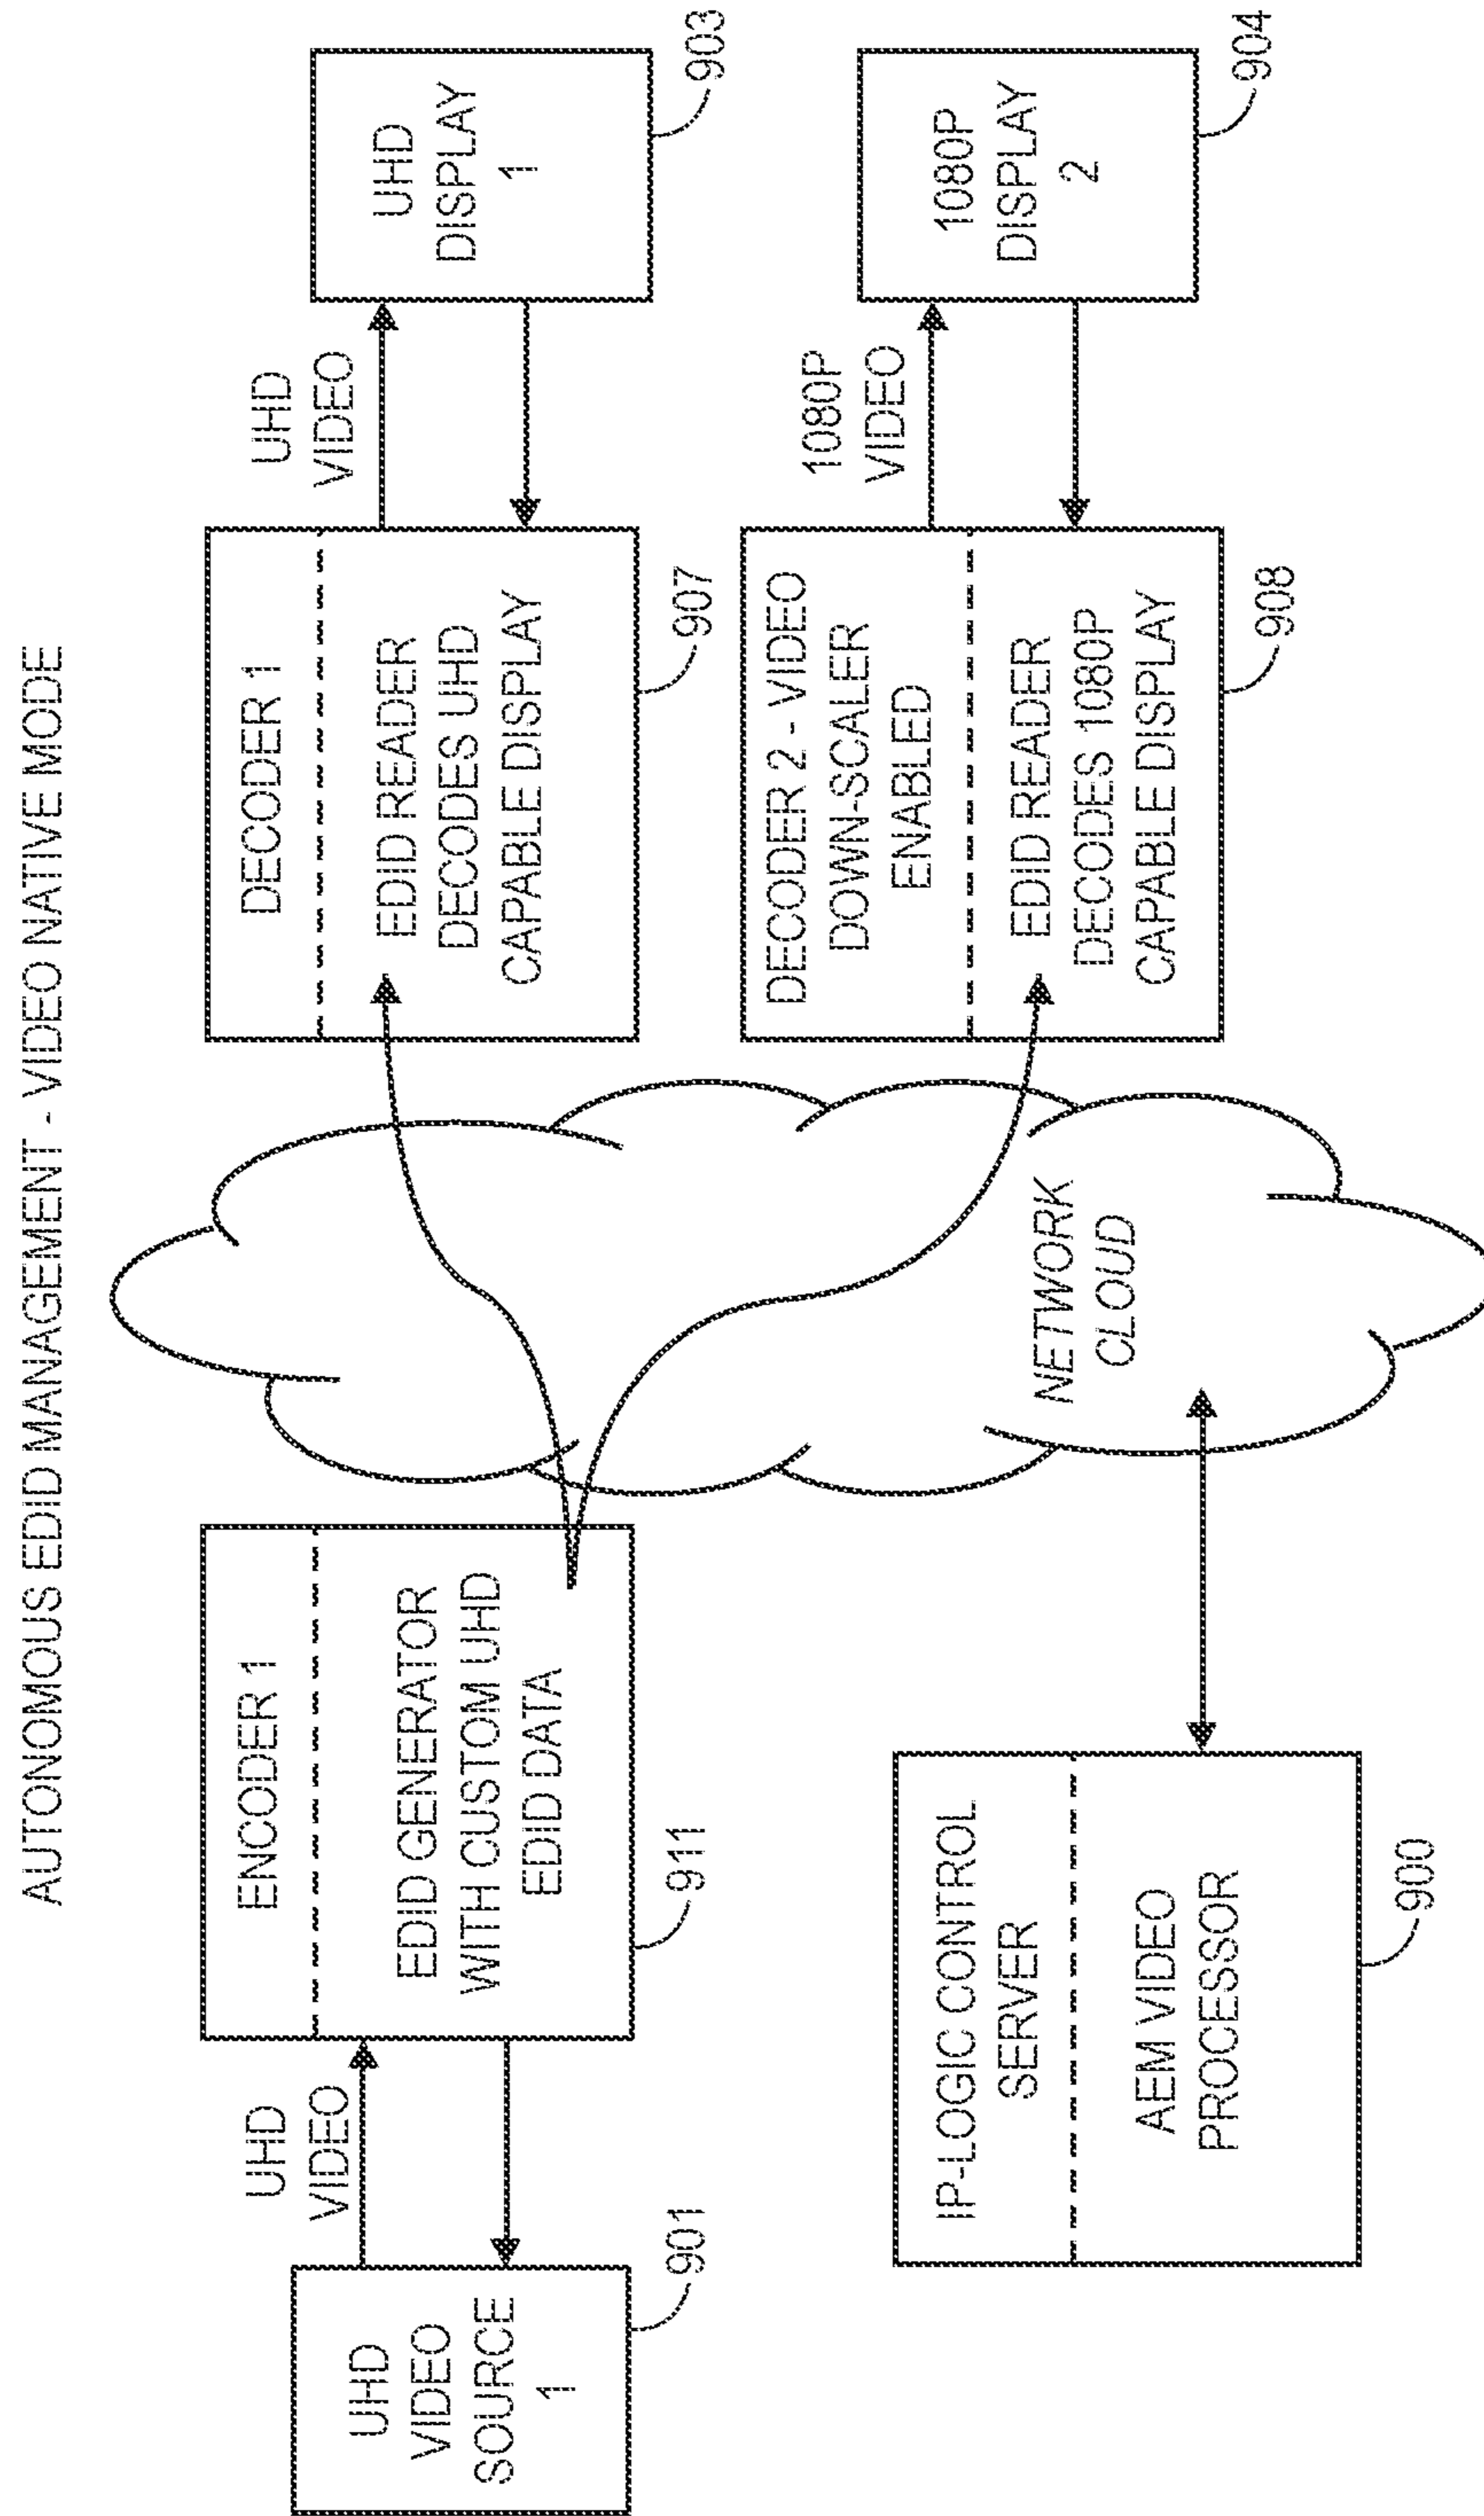 AUTONOMOUS EDID MANAGEMENT - VIDEO NATIVE MODE
UHD
VIDEO
SOURCE
1
901
UHD
VIDEO
ENCODER 1
EDID GENERATOR
WITH CUSTOM UHD
EDID DATA
911
IP-LOGIC CONTROL
SERVER
AEM VIDEO
PROCESSOR
900
NETWORK
CLOUD
DECODER 1
EDID READER
DECODES UHD
CAPABLE DISPLAY
907
UHD
VIDEO
UHD
DISPLAY
1
903
DECODER 2 - VIDEO
DOWN-SCALER
ENABLED
EDID READER
DECODES 1080P
CAPABLE DISPLAY
908
1080P
VIDEO
1080P
DISPLAY
2
904